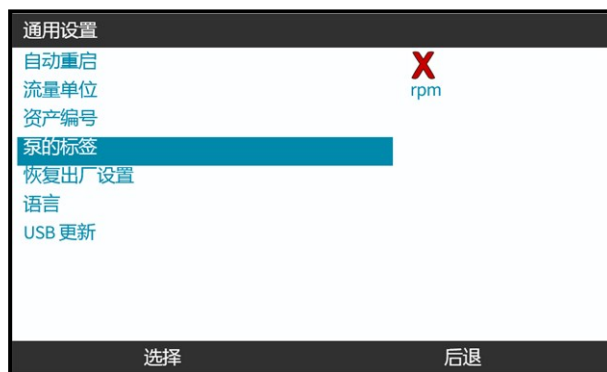 通用设置
自动重启
流量单位 rpm
资产编号
泵的标签
恢复出厂设置
语言
USB 更新
选择 后退